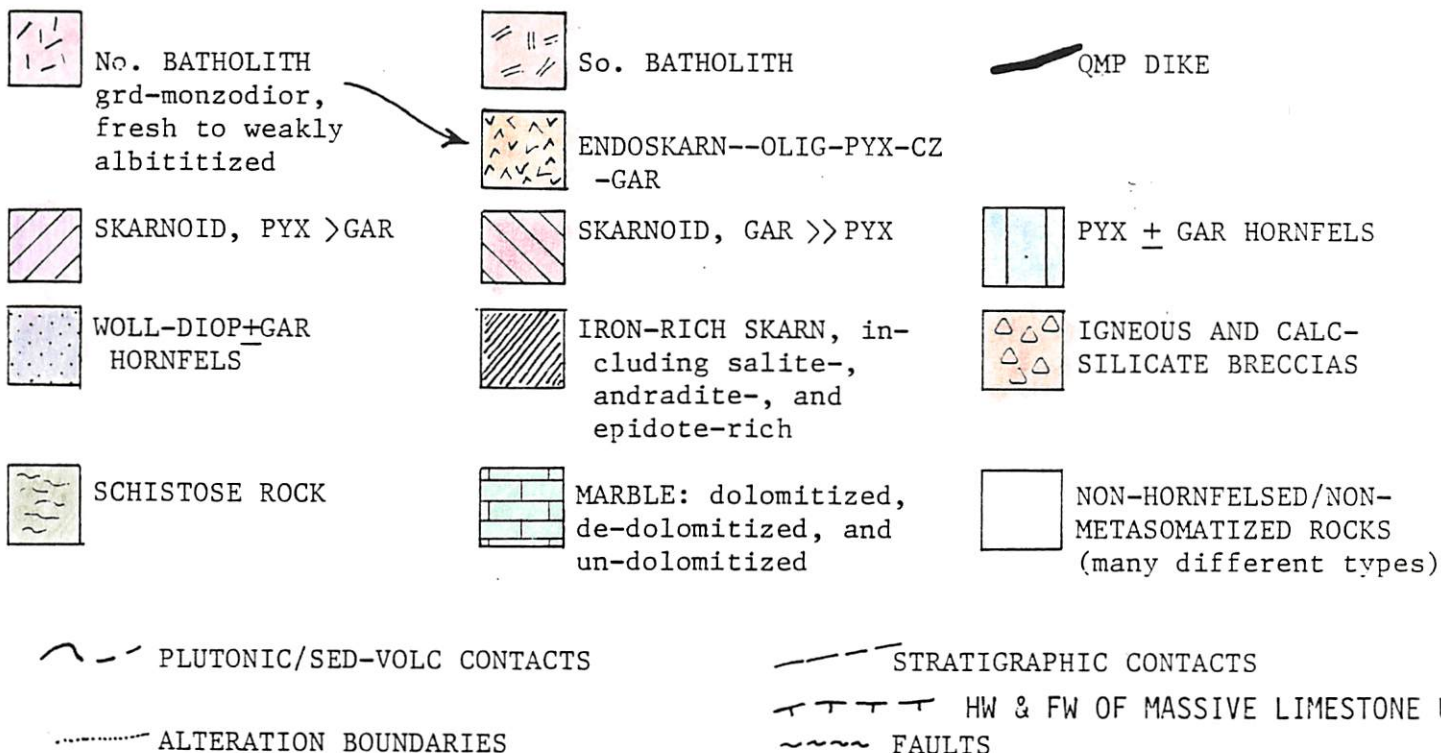 No. BATHOLITH
grd-monzodior,
fresh to weakly
albititized
So. BATHOLITH
QMP DIKE
ENDOSKARN--OLIG-PYX-CZ
-GAR
SKARNOID, PYX >GAR
SKARNOID, GAR >> PYX
PYX ± GAR HORNFELS
WOLL-DIOP±GAR
HORNFELS
IRON-RICH SKARN, in-
cluding salite-,
andradite-, and
epidote-rich
IGNEOUS AND CALC-
SILICATE BRECCIAS
SCHISTOSE ROCK
MARBLE: dolomitized,
de-dolomitized, and
un-dolomitized
NON-HORNFELSED/NON-
METASOMATIZED ROCKS
(many different types)
PLUTONIC/SED-VOLC CONTACTS
STRATIGRAPHIC CONTACTS
HW & FW OF MASSIVE LIMESTONE
ALTERATION BOUNDARIES
FAULTS